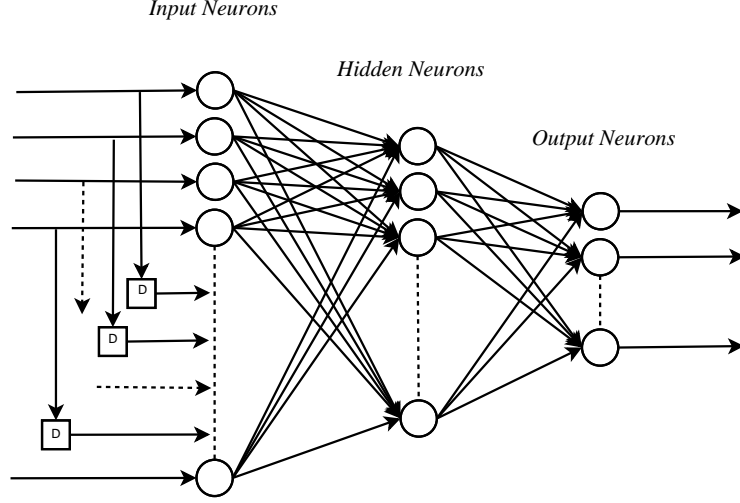 Input Neurons
Hidden Neurons
Output Neurons
D
D
D